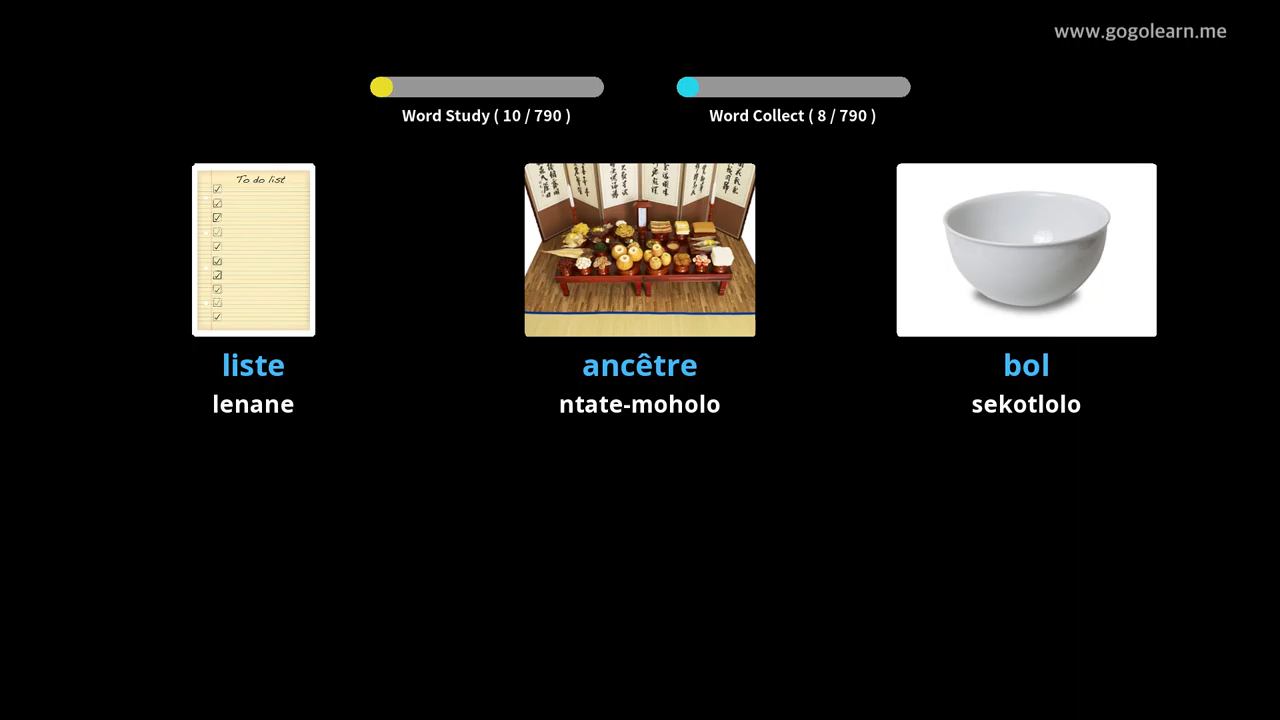 www.gogolearn.me
Word Study ( 10 / 790 )
Word Collect ( 8 / 790 )
To do list
liste
ancêtre
bol
lenane
ntate-moholo
sekotlolo